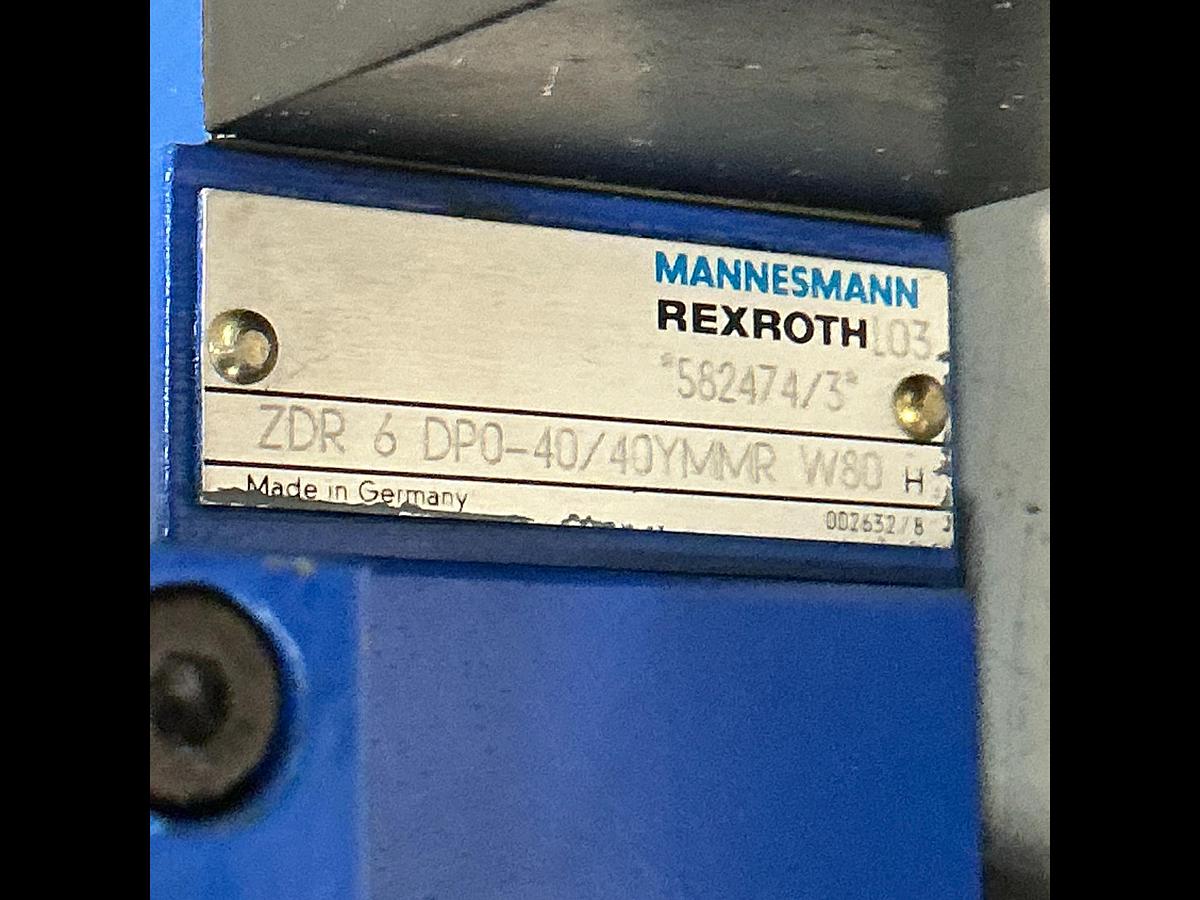 MANNESMANN
REXROTH L03
*582474/3*
ZDR 6 DP0-40/40YMMR W80 H
Made in Germany
002632/8